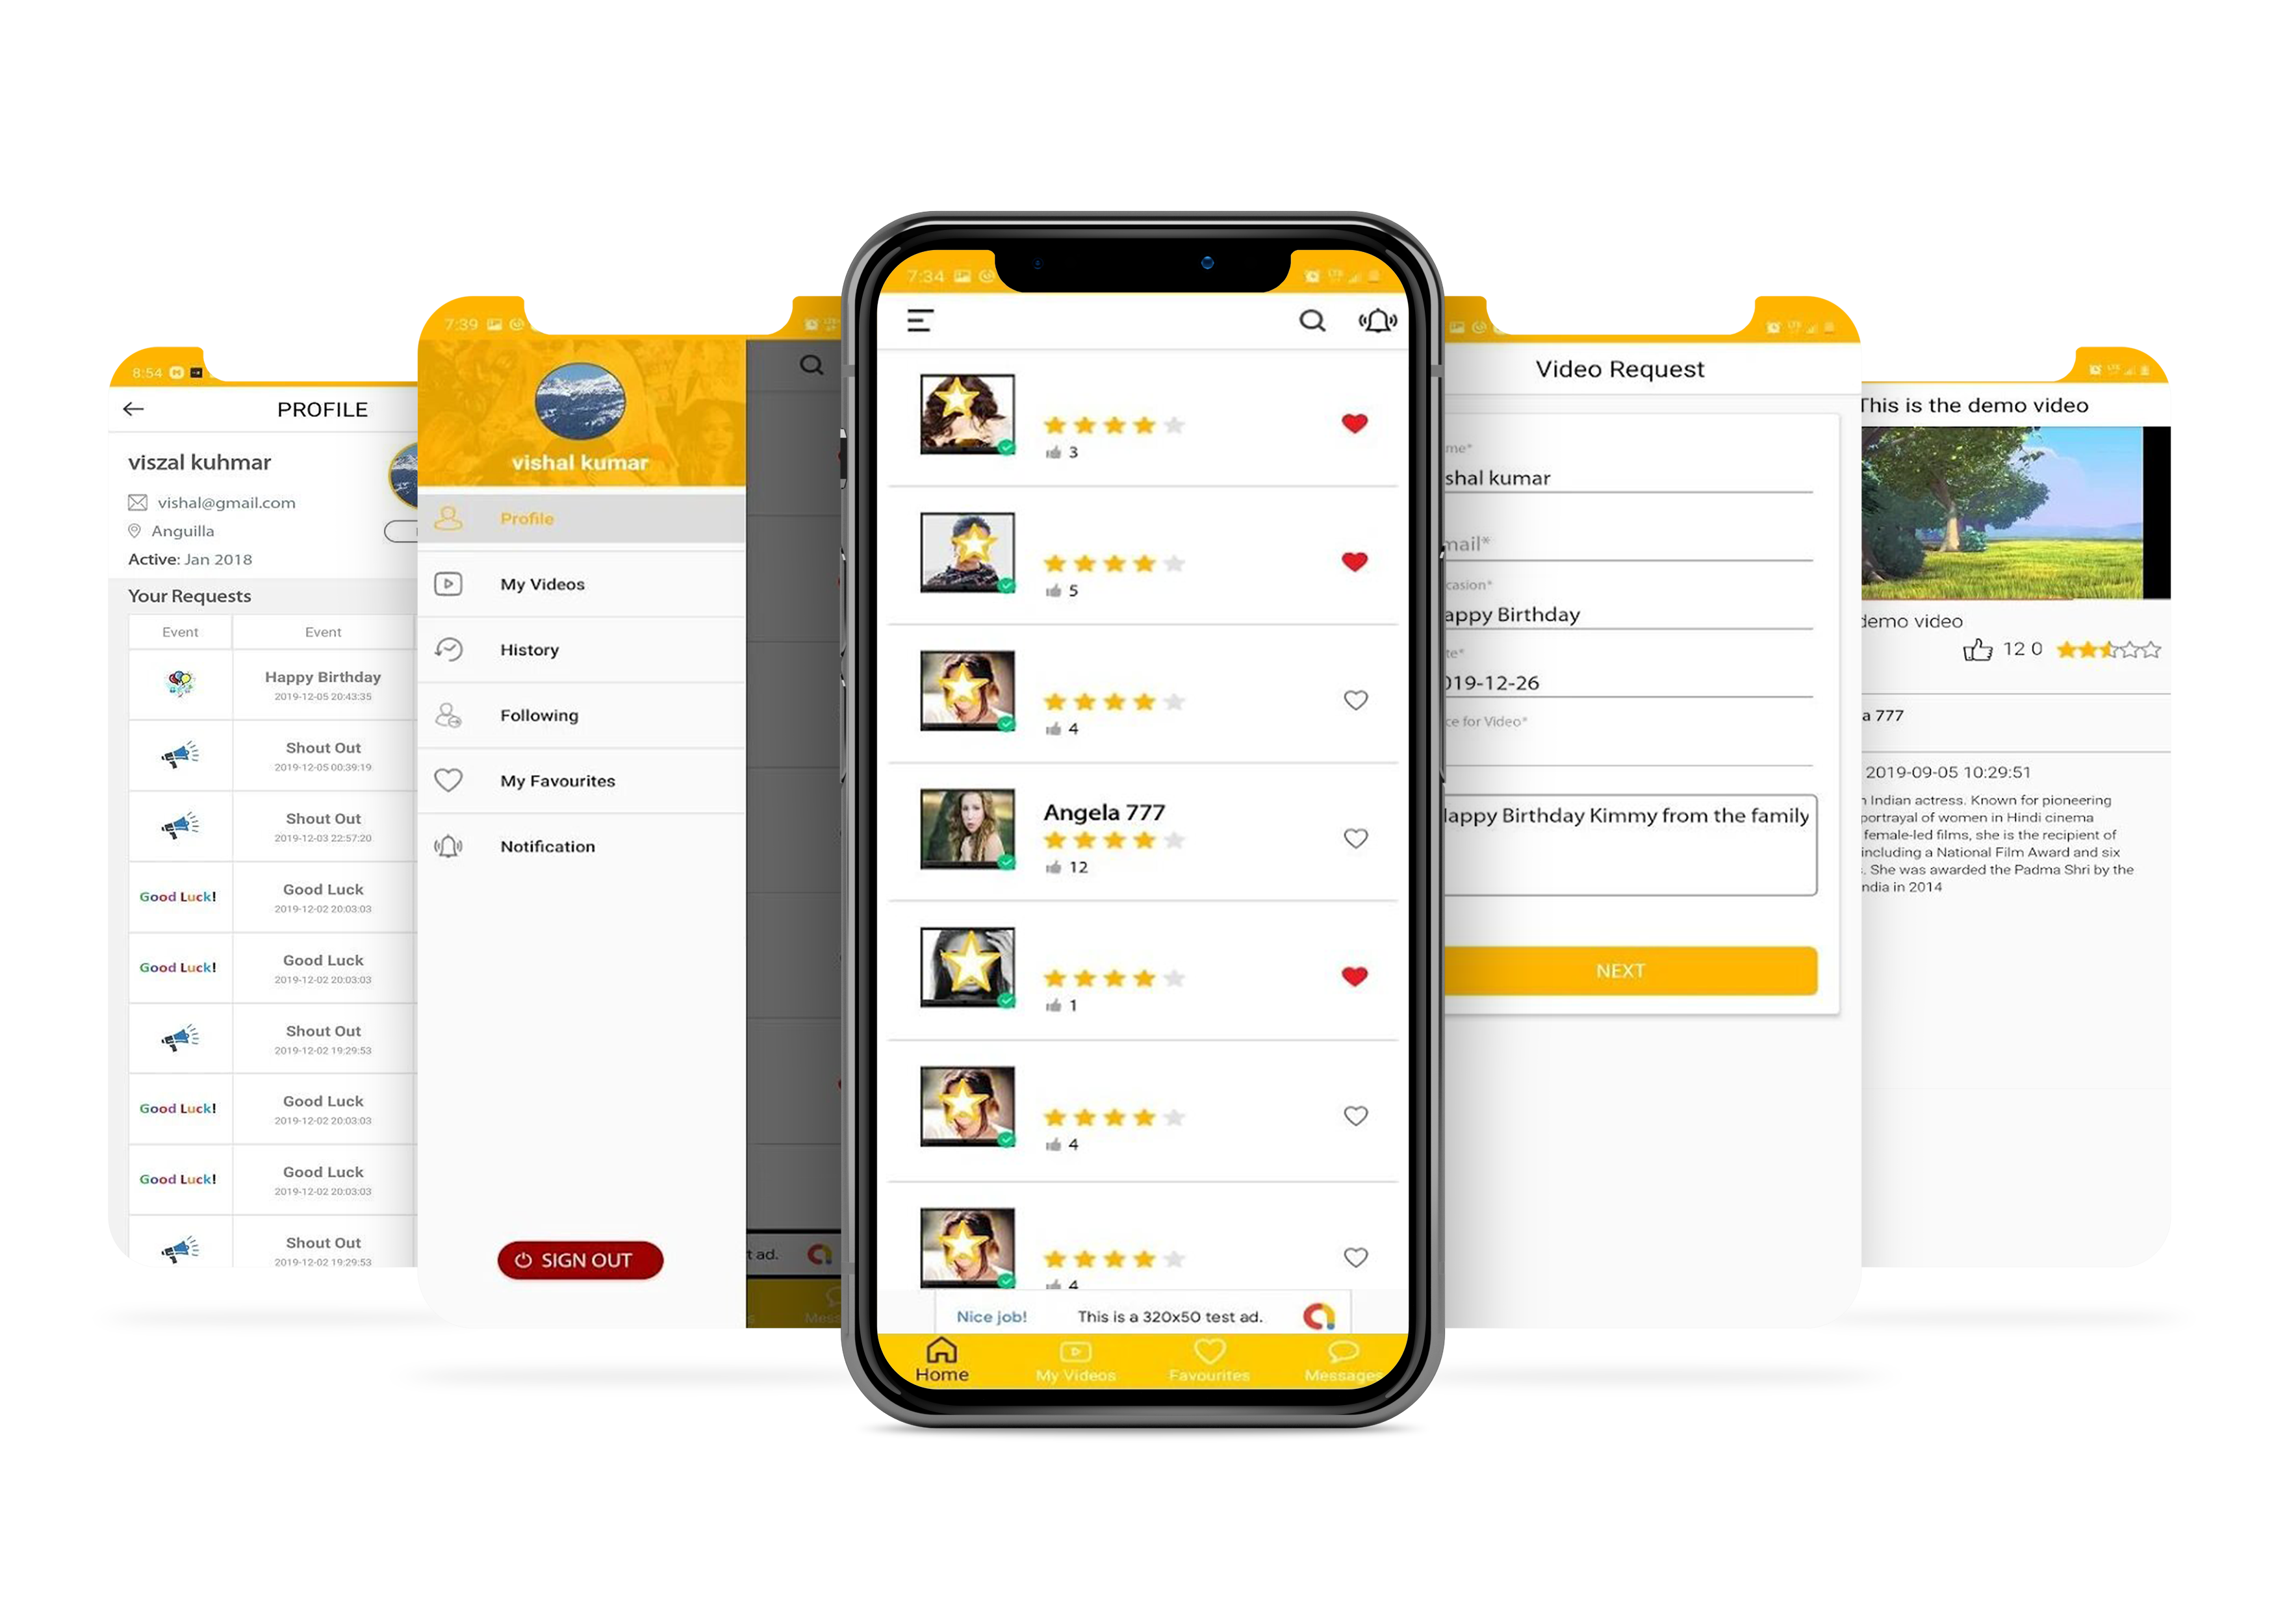 8:54
PROFILE
viszal kuhmar
vishal@gmail.com
Anguilla
Active: Jan 2018
Your Requests
Event Event
Happy Birthday
2019-12-05 20:43:35
Shout Out
2019-12-05 00:39:19
Shout Out
2019-12-03 22:57:20
Good Luck! Good Luck
2019-12-02 20:03:03
Good Luck! Good Luck
2019-12-02 20:03:03
Shout Out
2019-12-02 19:29:53
Good Luck! Good Luck
2019-12-02 20:03:03
Good Luck! Good Luck
2019-12-02 20:03:03
Shout Out
2019-12-02 19:29:53
7:39
vishal kumar
Profile
My Videos
History
Following
My Favourites
Notification
SIGN OUT
t ad.
s Mess
7:34 LTE
3
5
4
Angela 777
12
1
4
4
Nice job! This is a 320x50 test ad.
Home My Videos Favourites Messages
LTE
Video Request
me*
shal kumar
mail*
casion*
appy Birthday
te*
019-12-26
ce for Video*
appy Birthday Kimmy from the family
NEXT
This is the demo video
demo video
12 0
a 777
2019-09-05 10:29:51
n Indian actress. Known for pioneering
portrayal of women in Hindi cinema
female-led films, she is the recipient of
including a National Film Award and six
. She was awarded the Padma Shri by the
ndia in 2014